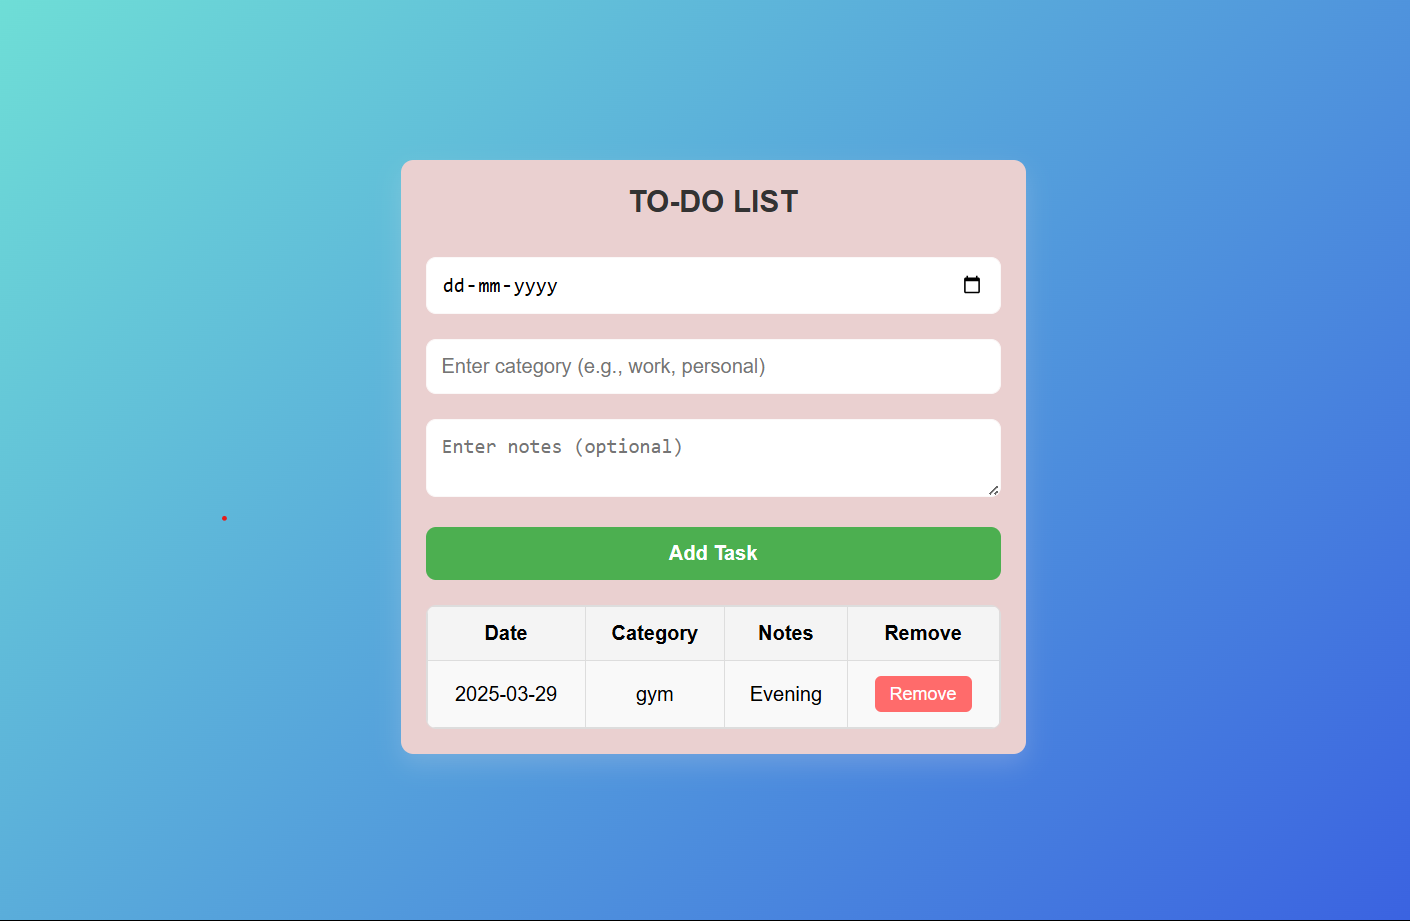 TO-DO LIST
dd-mm-yyyy
Enter category (e.g., work, personal)
Enter notes (optional)
Add Task
Date Category Notes Remove
2025-03-29 gym Evening Remove